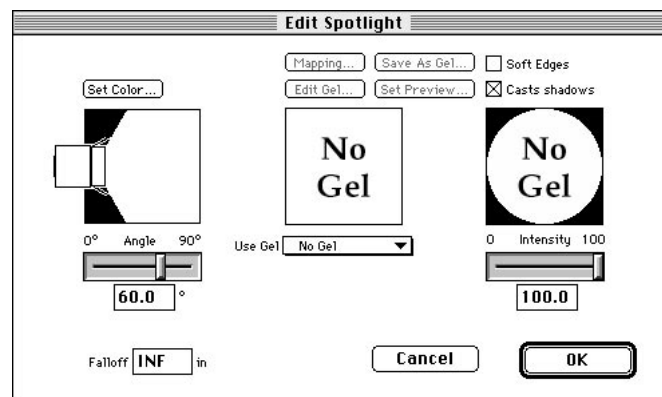 Edit Spotlight
Mapping... Save As Gel... Soft Edges
Set Color... Edit Gel... Set Preview... Casts shadows
No Gel
No Gel
0° Angle 90° Use Gel No Gel 0 Intensity 100
60.0 ° 100.0
Falloff INF in Cancel OK